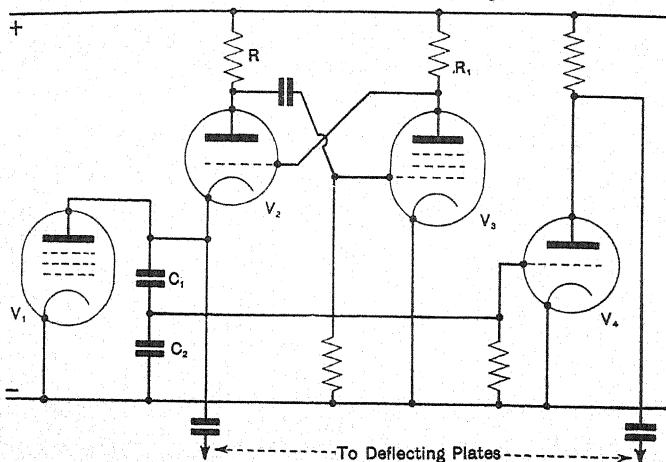 +
R
R₁
V₂
V₃
V₁
C₁
V₄
C₂
–
To Deflecting Plates